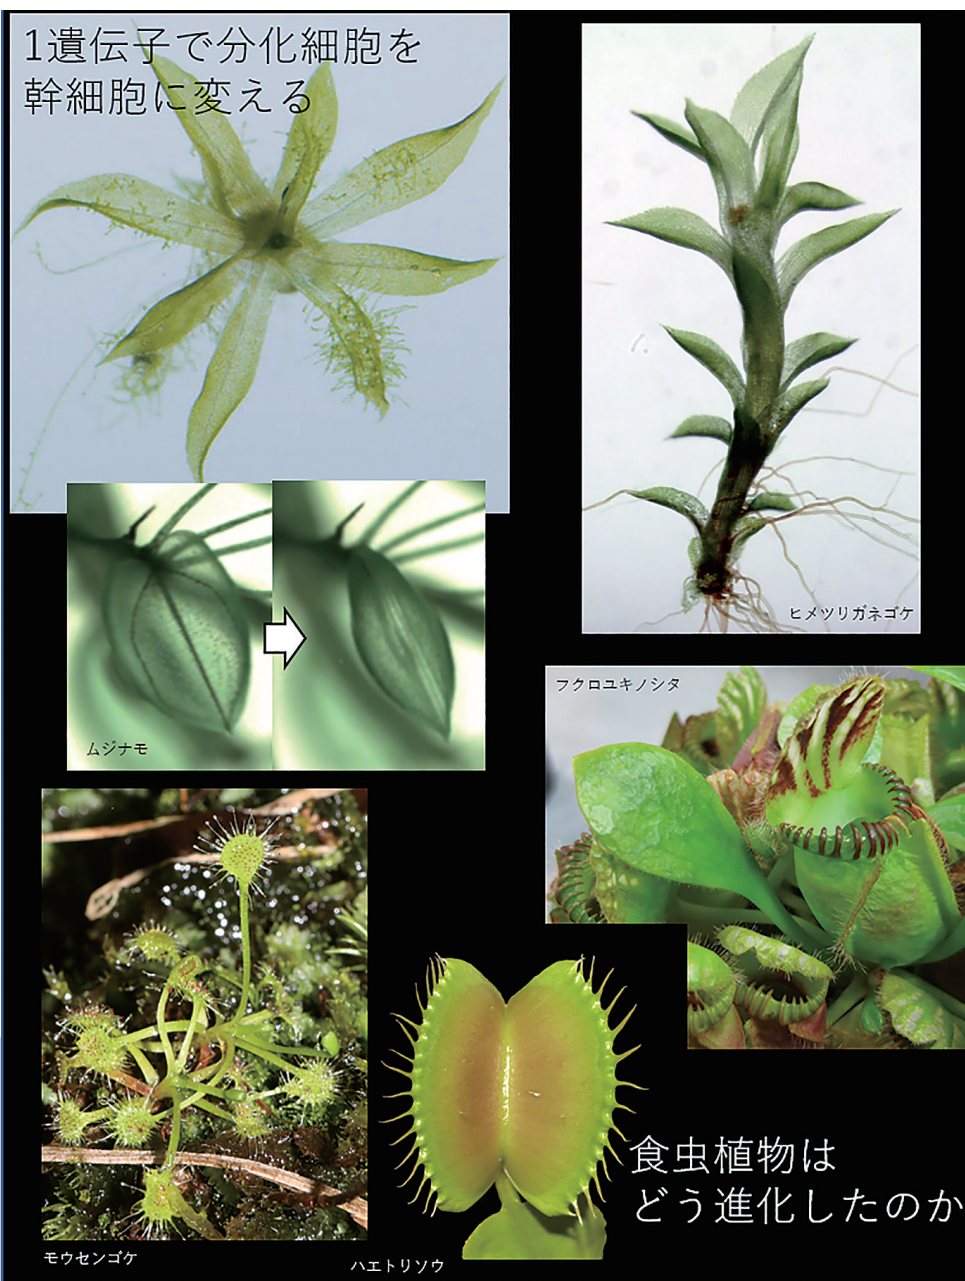 1遺伝子で分化細胞を
幹細胞に変える
ヒメツリガネゴケ
フクロユキノシタ
ムジナモ
食虫植物は
どう進化したのか
モウセンゴケ
ハエトリソウ